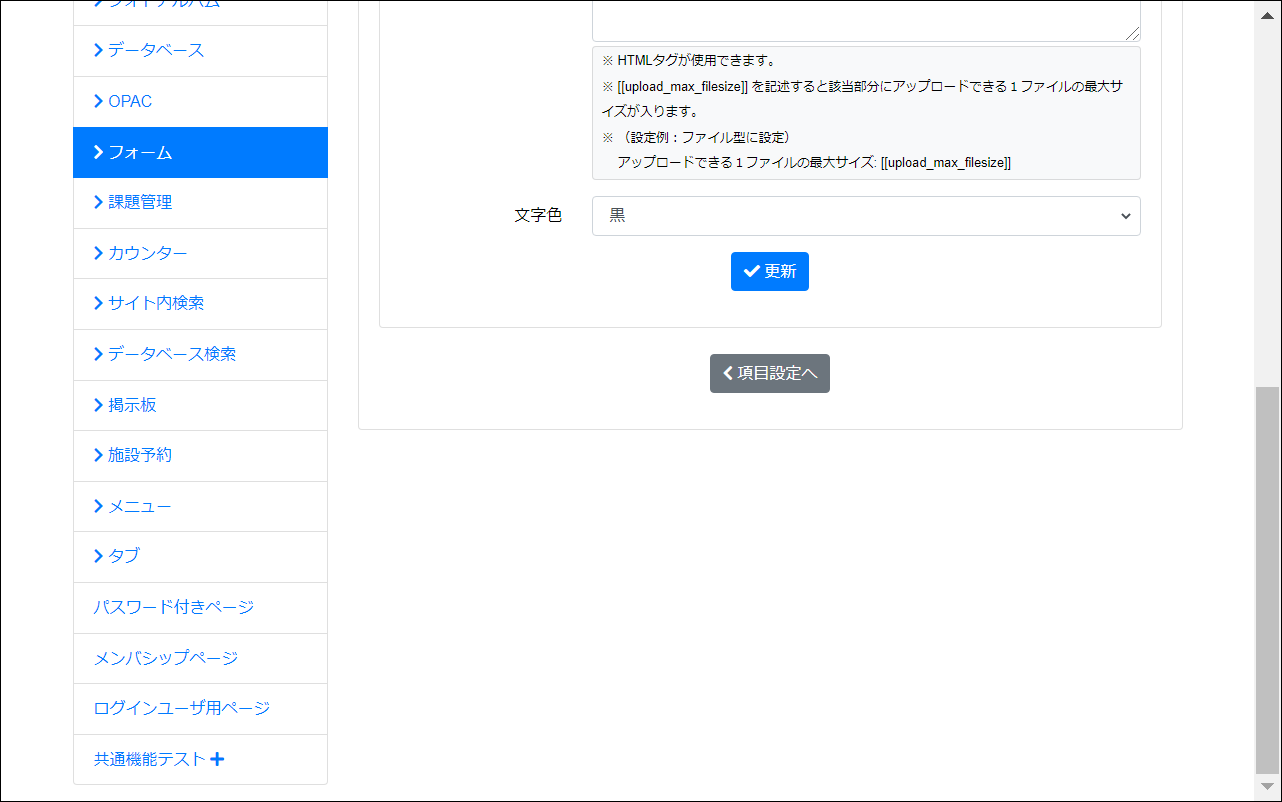 フォトアルバム
データベース
OPAC
フォーム
課題管理
カウンター
サイト内検索
データベース検索
掲示板
施設予約
メニュー
タブ
パスワード付きページ
メンバシップページ
ログインユーザ用ページ
共通機能テスト
※ HTMLタグが使用できます。
※ [[upload_max_filesize]] を記述すると該当部分にアップロードできる１ファイルの最大サ
イズが入ります。
※ （設定例：ファイル型に設定）
アップロードできる１ファイルの最大サイズ: [[upload_max_filesize]]
文字色
黒
更新
項目設定へ